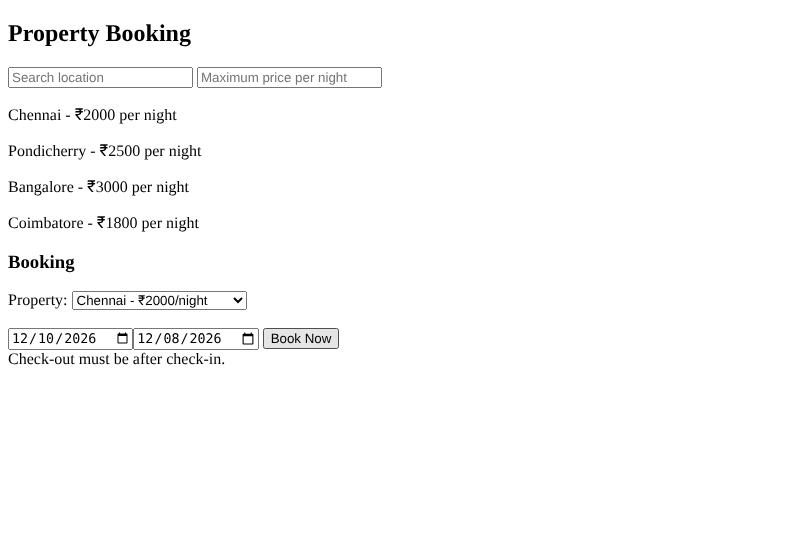 Property Booking
Search location Maximum price per night
Chennai - ₹2000 per night
Pondicherry - ₹2500 per night
Bangalore - ₹3000 per night
Coimbatore - ₹1800 per night
Booking
Property: Chennai - ₹2000/night
12/10/2026 12/08/2026 Book Now
Check-out must be after check-in.